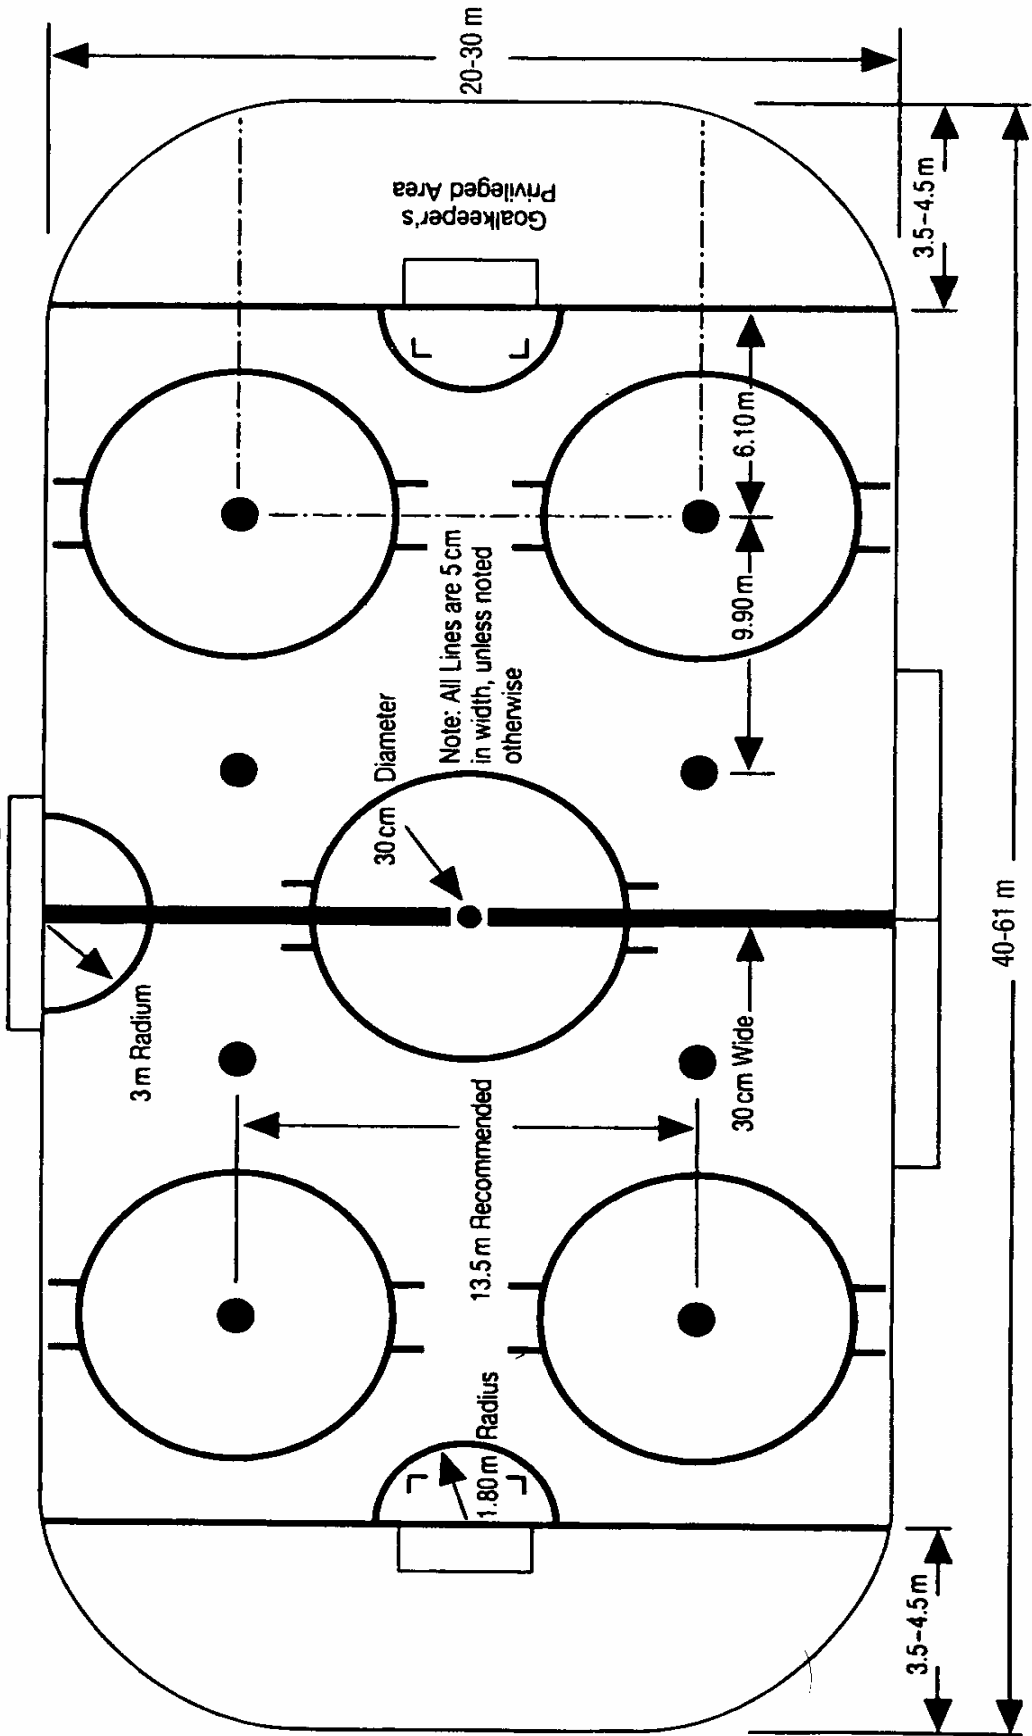 20-30 m
Goalkeeper's
Privileged Area
3.5-4.5 m
6.10 m
9.90 m
Note: All Lines are 5 cm
in width, unless noted
otherwise
30 cm Diameter
3 m Radium
30 cm Wide
13.5 m Recommended
1.80 m Radius
3.5-4.5 m
40-61 m